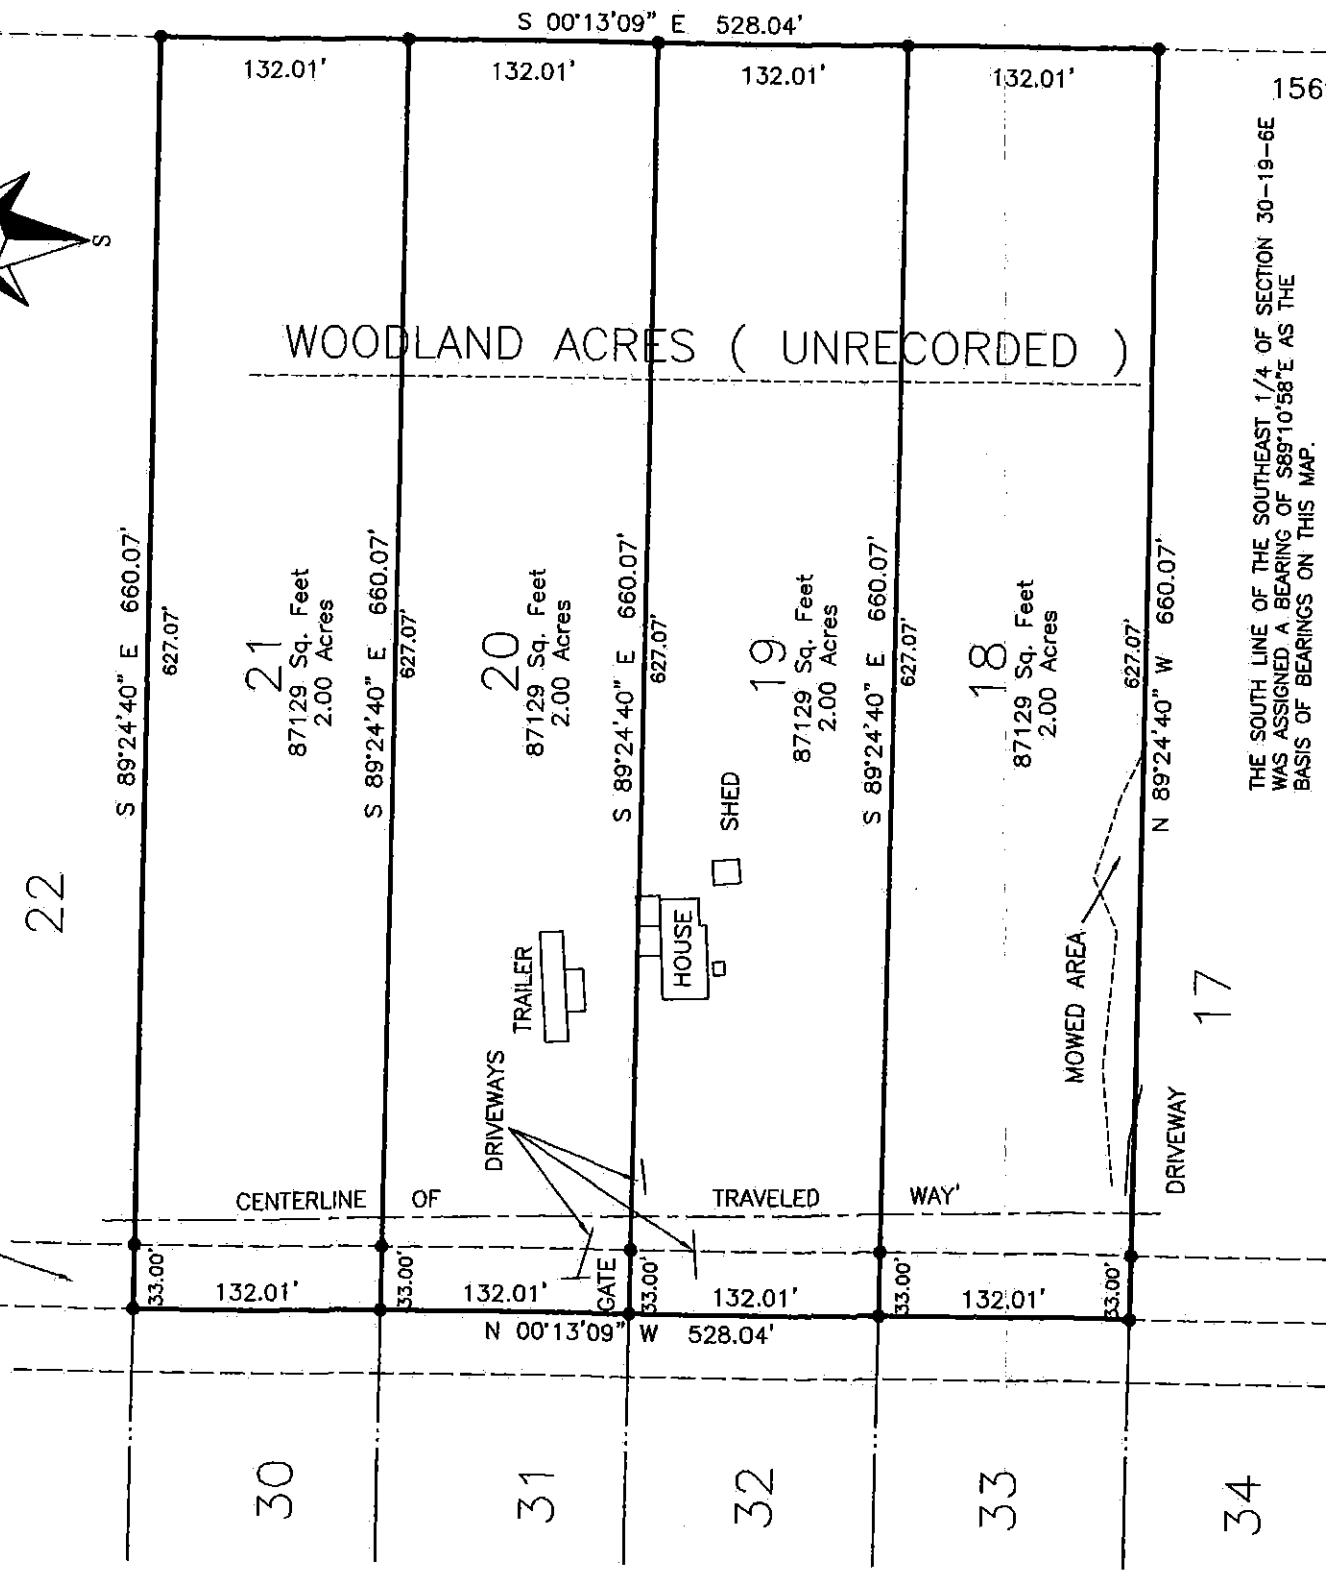 S 00°13'09" E 528.04'
132.01' 132.01' 132.01' 132.01'
156
S
WOODLAND ACRES ( UNRECORDED )
THE SOUTH LINE OF THE SOUTHEAST 1/4 OF SECTION 30-19-6E
WAS ASSIGNED A BEARING OF S89°10'58"E AS THE
BASIS OF BEARINGS ON THIS MAP.
S 89°24'40" E 660.07'
627.07'
21
87129 Sq. Feet
2.00 Acres
S 89°24'40" E 660.07'
627.07'
20
87129 Sq. Feet
2.00 Acres
S 89°24'40" E 660.07'
627.07'
19
87129 Sq. Feet
2.00 Acres
S 89°24'40" E 660.07'
627.07'
18
87129 Sq. Feet
2.00 Acres
627.07'
N 89°24'40" W 660.07'
22
TRAILER
HOUSE
SHED
MOWED AREA
17
DRIVEWAYS
DRIVEWAY
CENTERLINE OF TRAVELED WAY'
33.00'
132.01'
33.00'
132.01'
GATE
33.00'
132.01'
33.00'
132.01'
33.00'
N 00°13'09" W 528.04'
30
31
32
33
34